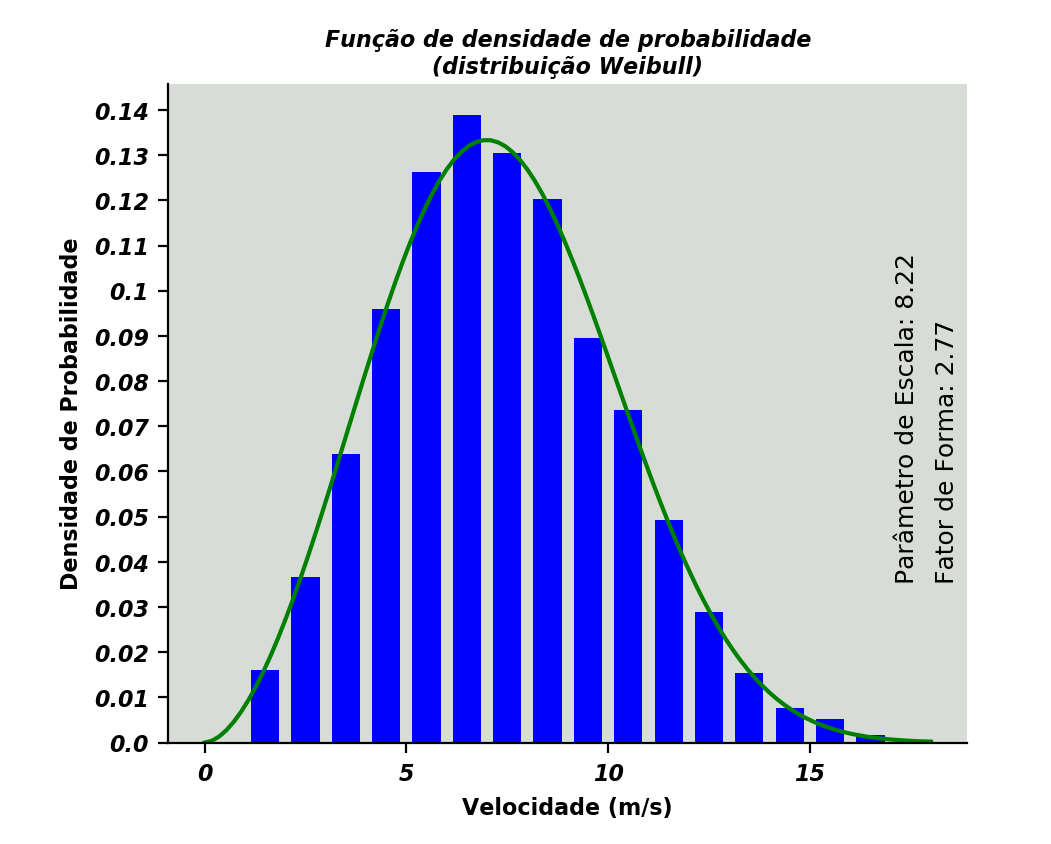 Função de densidade de probabilidade
(distribuição Weibull)
0.14
0.13
0.12
0.11
0.1
0.09
0.08
0.07
0.06
0.05
0.04
0.03
0.02
0.01
0.0
Densidade de Probabilidade
0 5 10 15
Velocidade (m/s)
Parâmetro de Escala: 8.22
Fator de Forma: 2.77